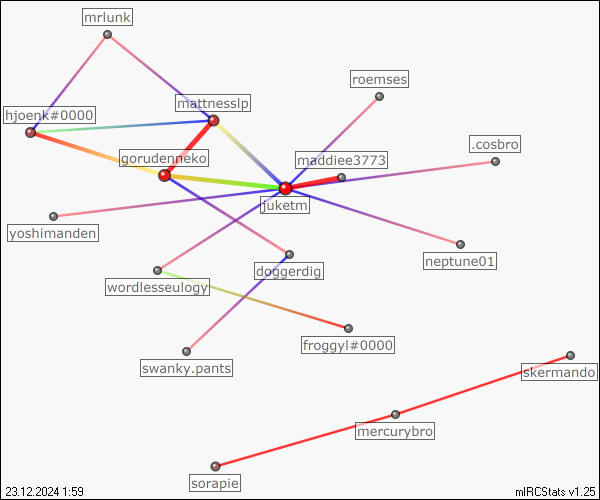 mrlunk
roemses
mattnesslp
hjoenk#0000
.cosbro
gorudenneko
maddiee3773
juketm
yoshimanden
neptune01
doggerdig
wordlesseulogy
froggyl#0000
swanky.pants
skermando
mercurybro
sorapie
23.12.2024 1:59
mIRCStats v1.25